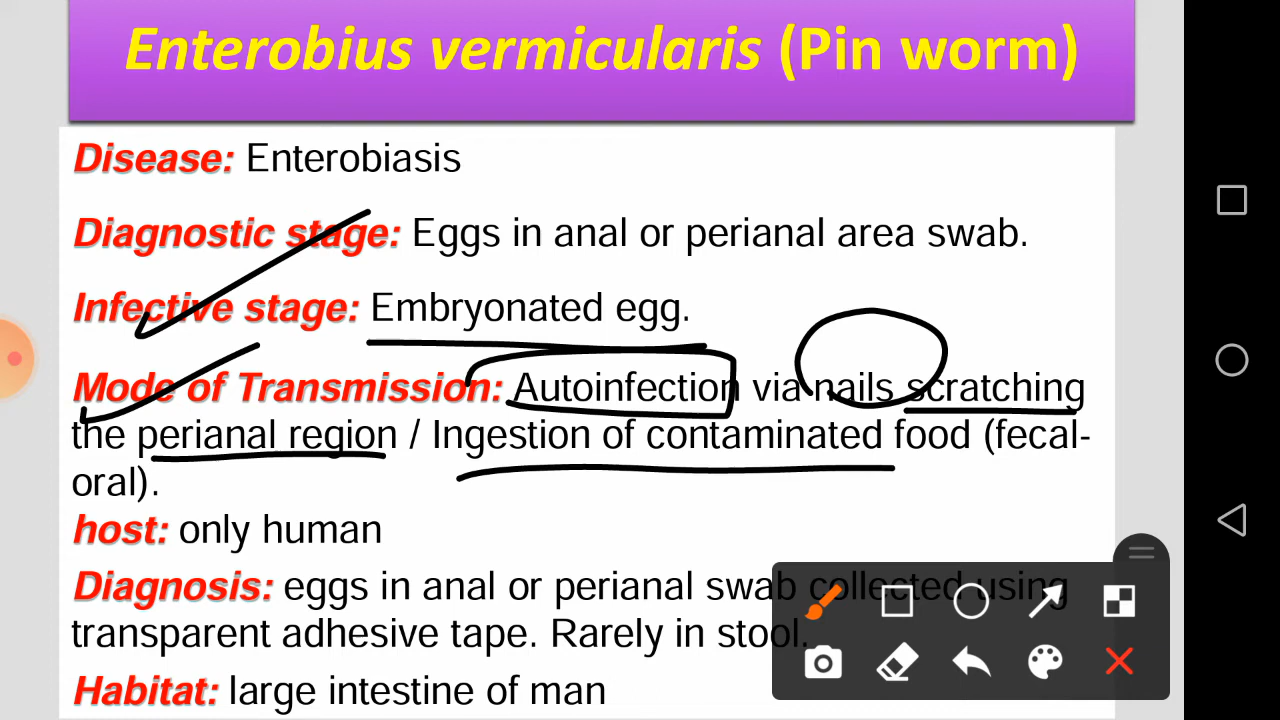 Enterobius vermicularis (Pin worm)
Disease: Enterobiasis
Diagnostic stage: Eggs in anal or perianal area swab.
Infective stage: Embryonated egg.
Mode of Transmission: Autoinfection via nails scratching
the perianal region / Ingestion of contaminated food (fecal-
oral).
host: only human
Diagnosis: eggs in anal or perianal swab collected using
transparent adhesive tape. Rarely in stool.
Habitat: large intestine of man